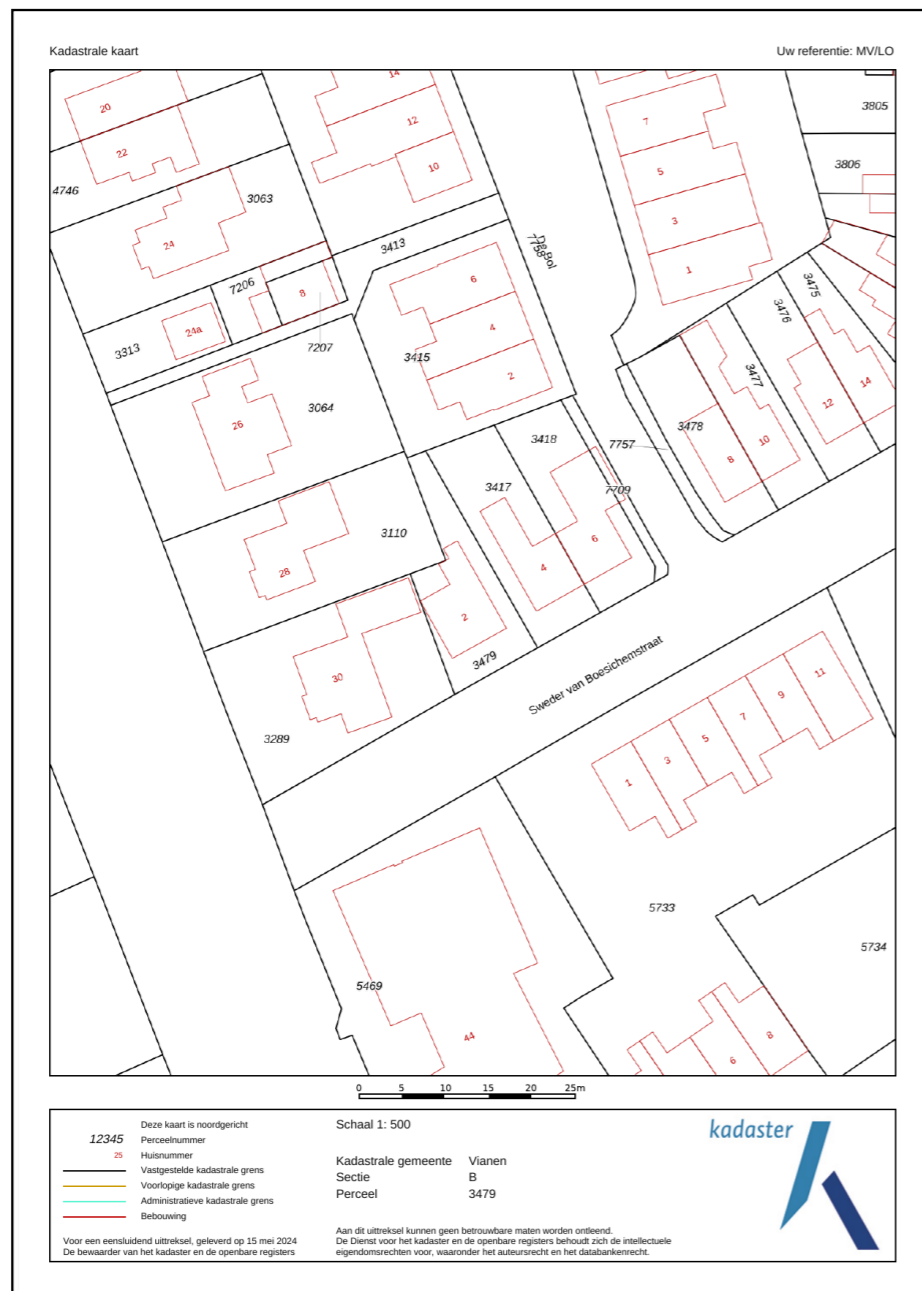 Kadastrale kaart
Uw referentie: MV/LO
20
14
7
3805
22
12
5
3806
4746
10
3063
24
3
3413
7758
De Bol
7206
8
6
1
3475
3476
24a
3313
7207
4
3415
2
3477
3064
26
3478
12
14
3418
7757
8
10
3417
7709
3110
28
4
6
2
3479
30
Sweder van Boesichemstraat
3289
1
3
5
7
9
11
5733
5734
5469
44
6
8
0 5 10 15 20 25m
Deze kaart is noordgericht
12345 Perceelnummer
25 Huisnummer
Vastgestelde kadastrale grens
Voorlopige kadastrale grens
Administratieve kadastrale grens
Bebouwing
Voor een eensluidend uittreksel, geleverd op 15 mei 2024
De bewaarder van het kadaster en de openbare registers
Schaal 1: 500
Kadastrale gemeente Vianen
Sectie B
Perceel 3479
Aan dit uittreksel kunnen geen betrouwbare maten worden ontleend.
De Dienst voor het kadaster en de openbare registers behoudt zich de intellectuele
eigendomsrechten voor, waaronder het auteursrecht en het databankenrecht.
kadaster